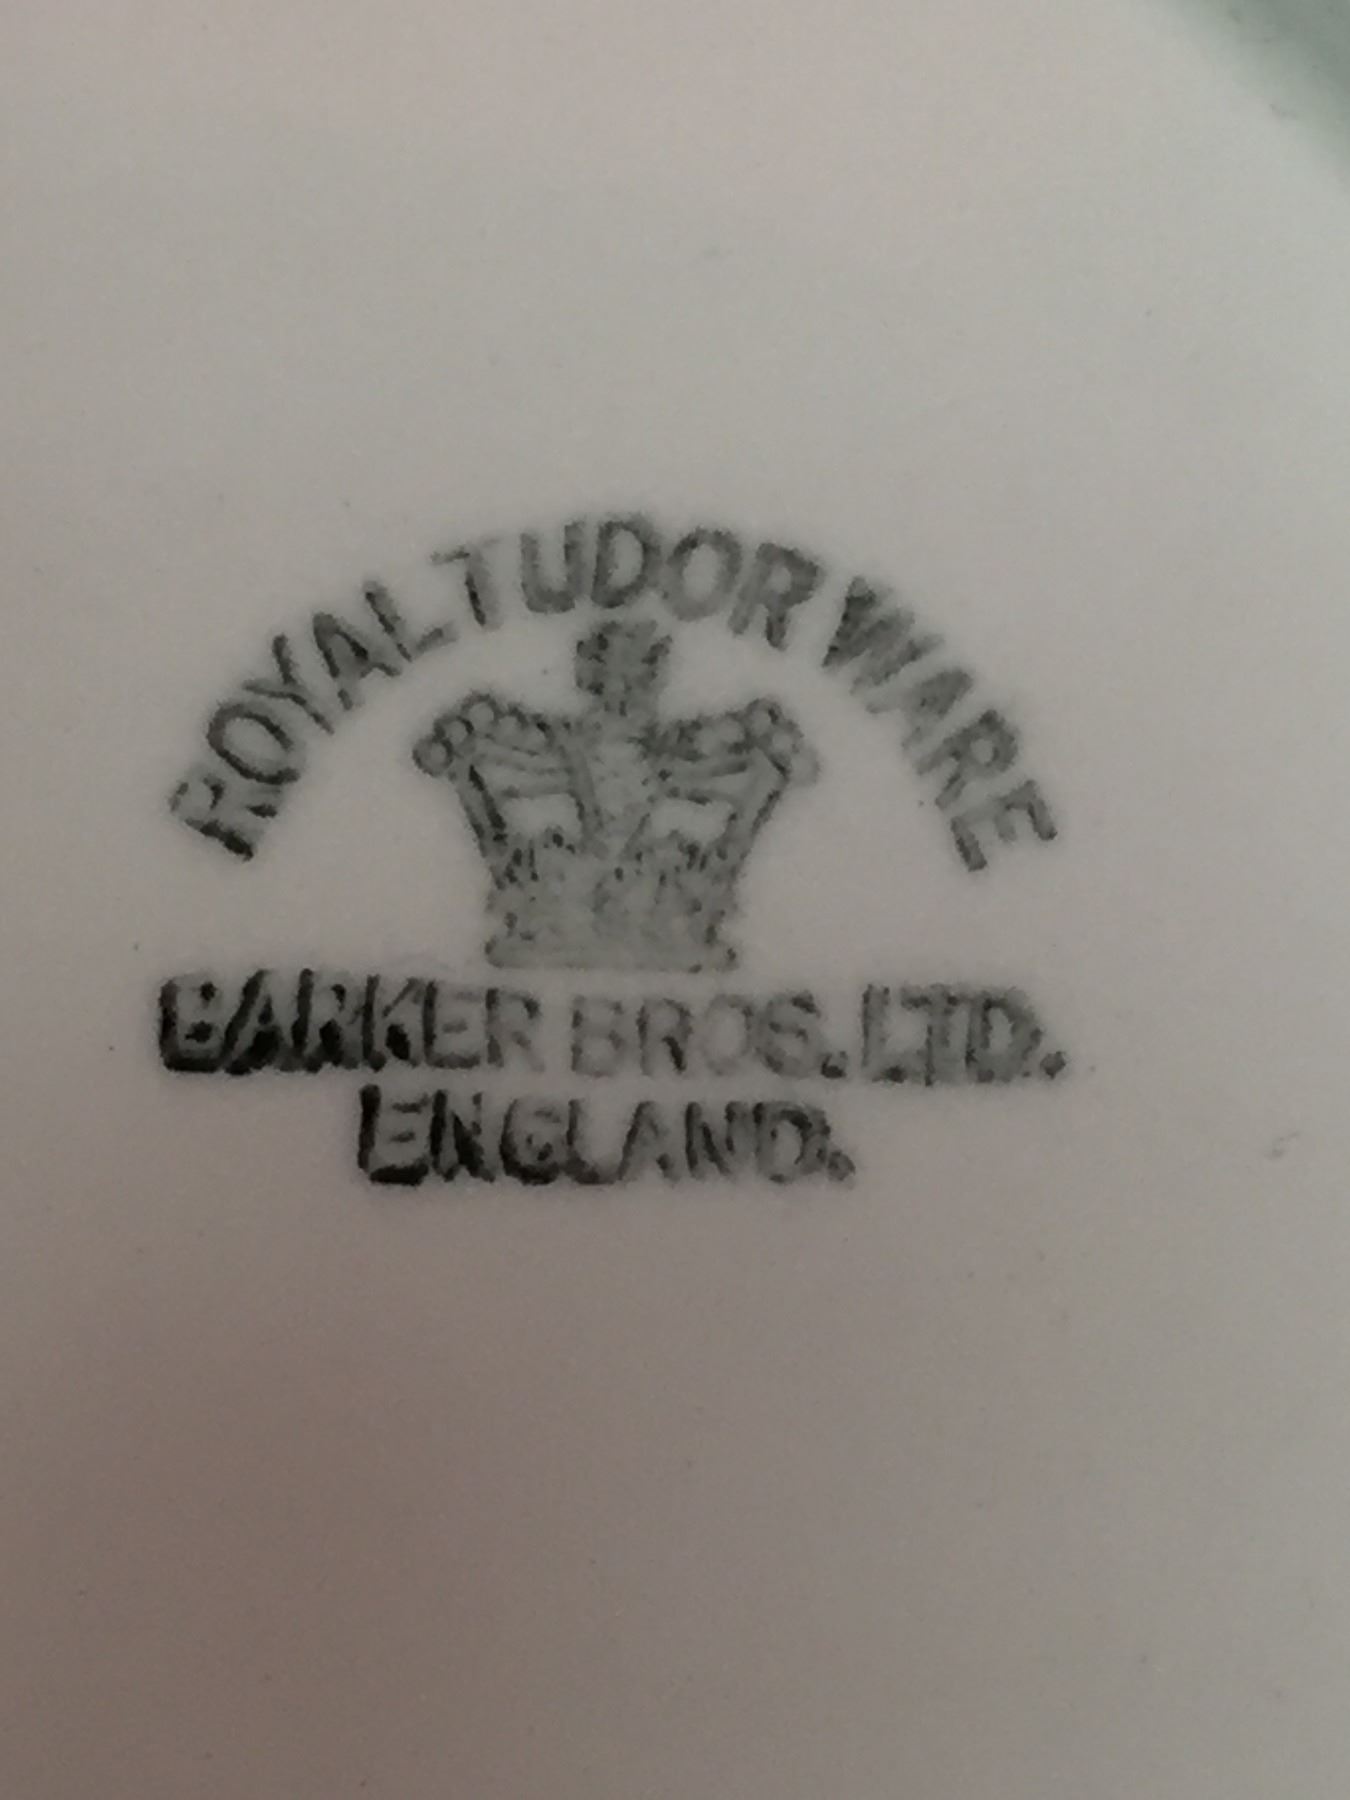 ROYAL TUDOR WARE
BARKER BROS. LTD.
ENGLAND.